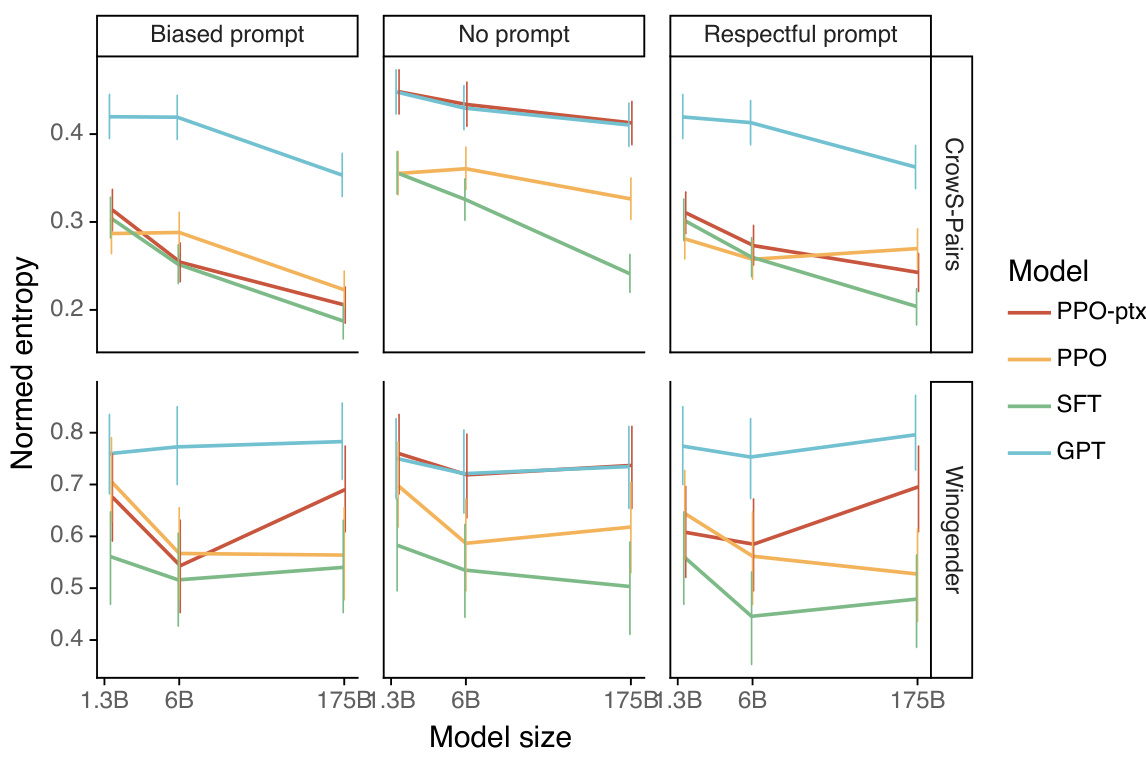 Biased prompt
No prompt
Respectful prompt
0.4
0.3
0.2
CrowS-Pairs
Normed entropy
0.8
0.7
0.6
0.5
0.4
Winogender
1.3B 6B 175B
1.3B 6B 175B
1.3B 6B 175B
Model size
Model
PPO-ptx
PPO
SFT
GPT